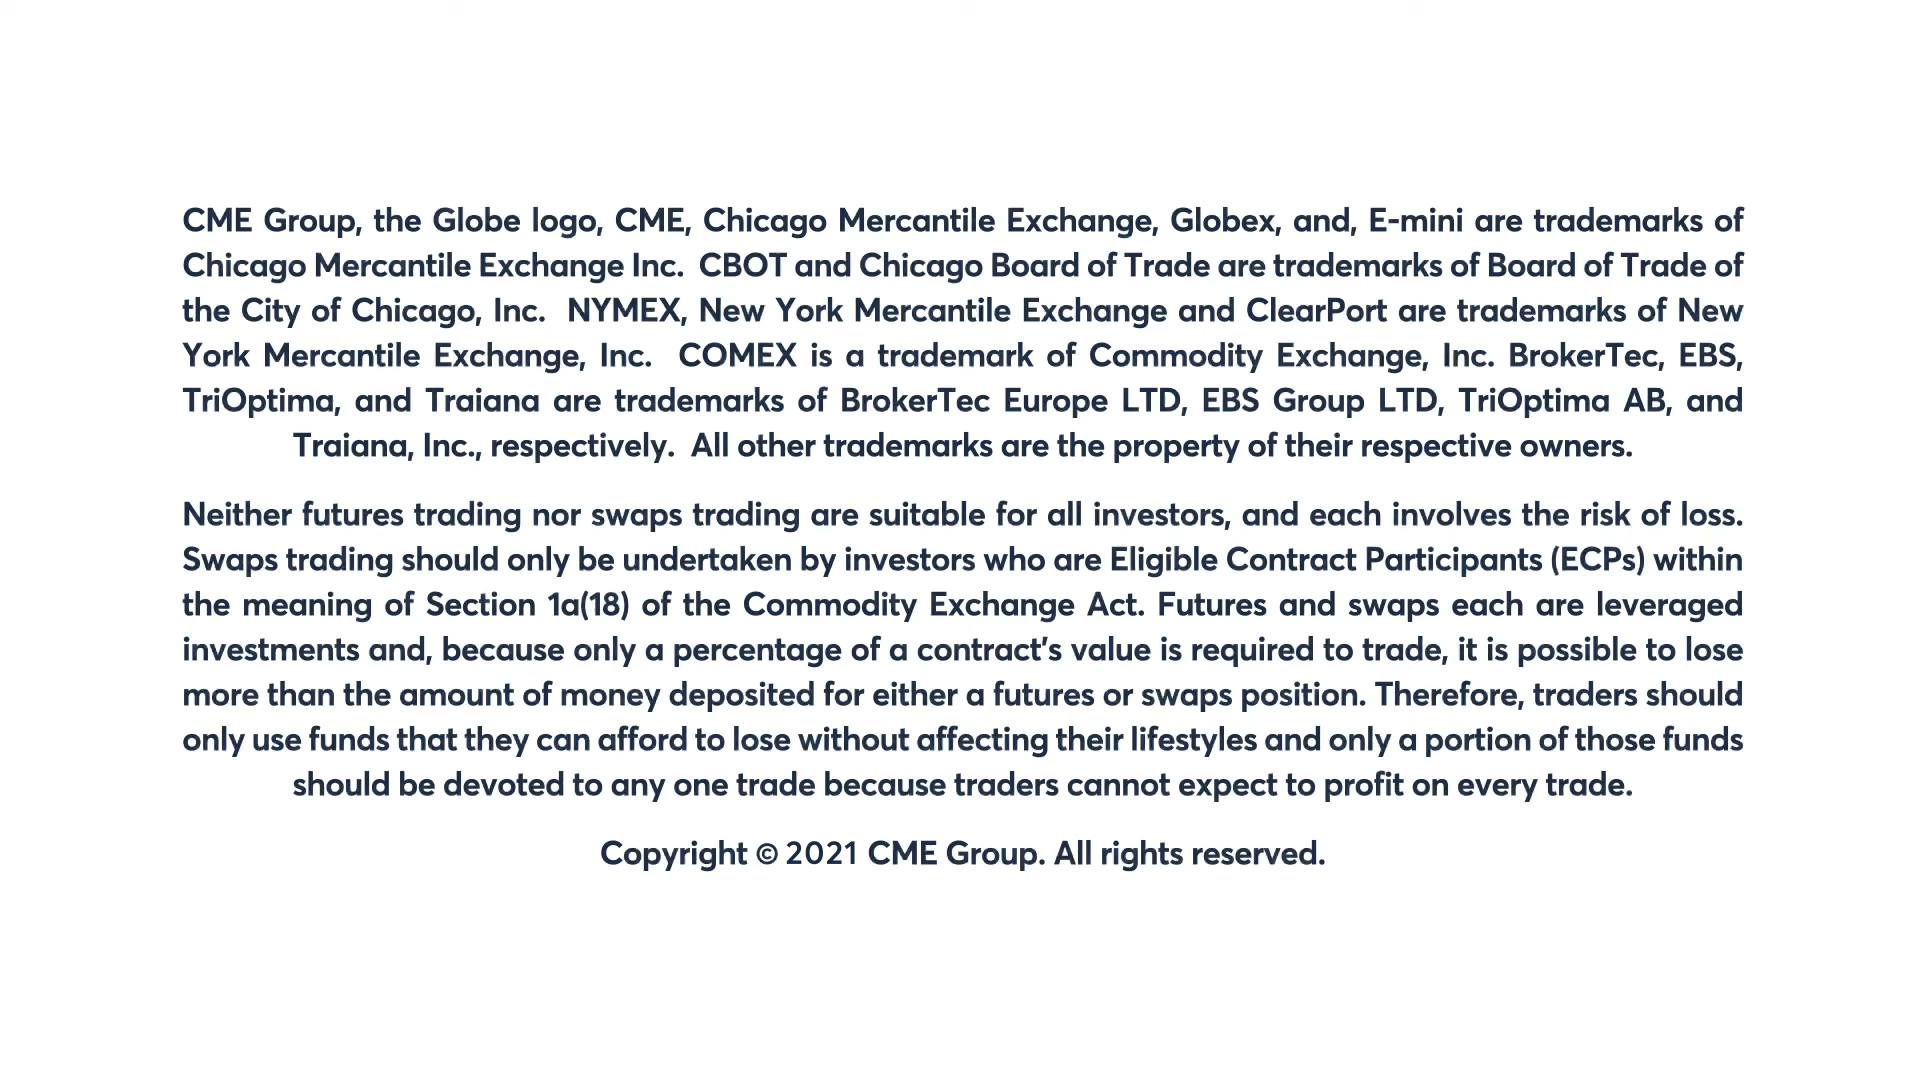 CME Group, the Globe logo, CME, Chicago Mercantile Exchange, Globex, and, E-mini are trademarks of
Chicago Mercantile Exchange Inc.  CBOT and Chicago Board of Trade are trademarks of Board of Trade of
the City of Chicago, Inc.  NYMEX, New York Mercantile Exchange and ClearPort are trademarks of New
York Mercantile Exchange, Inc.  COMEX is a trademark of Commodity Exchange, Inc. BrokerTec, EBS,
TriOptima, and Traiana are trademarks of BrokerTec Europe LTD, EBS Group LTD, TriOptima AB, and
Traiana, Inc., respectively.  All other trademarks are the property of their respective owners.
Neither futures trading nor swaps trading are suitable for all investors, and each involves the risk of loss.
Swaps trading should only be undertaken by investors who are Eligible Contract Participants (ECPs) within
the meaning of Section 1a(18) of the Commodity Exchange Act. Futures and swaps each are leveraged
investments and, because only a percentage of a contract's value is required to trade, it is possible to lose
more than the amount of money deposited for either a futures or swaps position. Therefore, traders should
only use funds that they can afford to lose without affecting their lifestyles and only a portion of those funds
should be devoted to any one trade because traders cannot expect to profit on every trade.
Copyright © 2021 CME Group. All rights reserved.